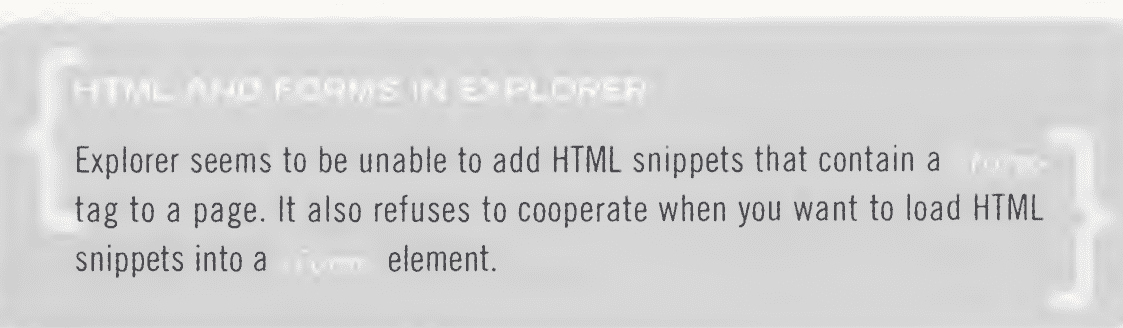 HTML AND FORMS IN EXPLORER
Explorer seems to be unable to add HTML snippets that contain a
tag to a page. It also refuses to cooperate when you want to load HTML
snippets into a element.